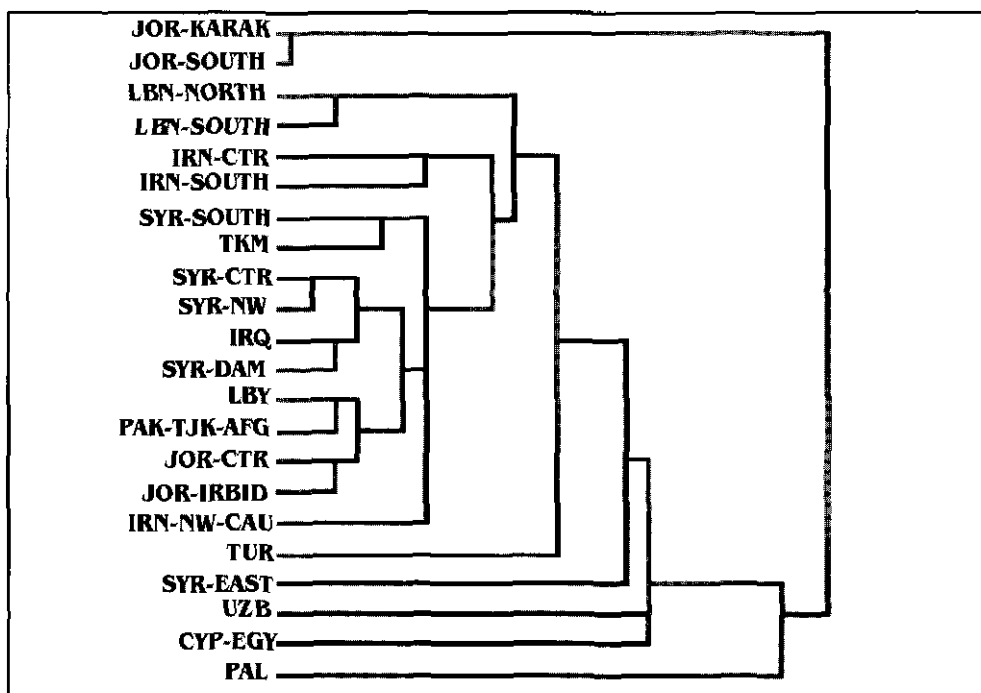 JOR-KARAK
JOR-SOUTH
LBN-NORTH
LBN-SOUTH
IRN-CTR
IRN-SOUTH
SYR-SOUTH
TKM
SYR-CTR
SYR-NW
IRQ
SYR-DAM
LBY
PAK-TJK-AFG
JOR-CTR
JOR-IRBID
IRN-NW-CAU
TUR
SYR-EAST
UZB
CYP-EGY
PAL